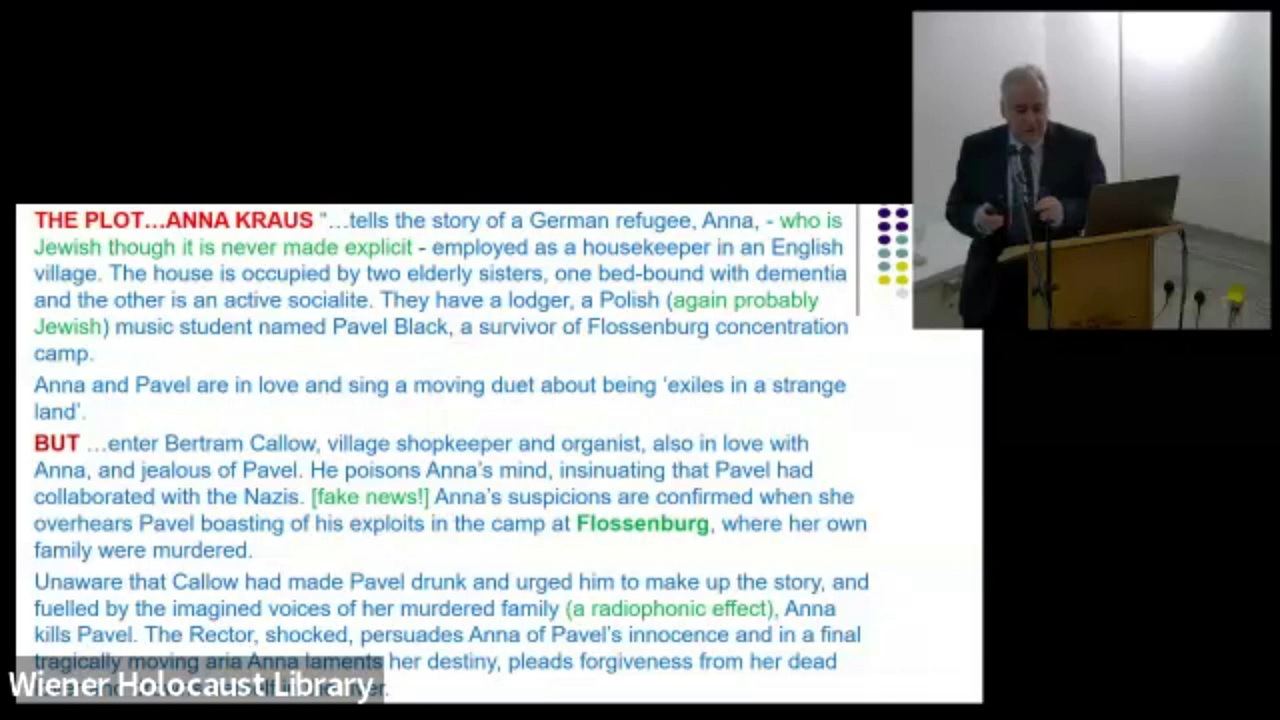 THE PLOT...ANNA KRAUS "...tells the story of a German refugee, Anna, - who is
Jewish though it is never made explicit - employed as a housekeeper in an English
village. The house is occupied by two elderly sisters, one bed-bound with dementia
and the other is an active socialite. They have a lodger, a Polish (again probably
Jewish) music student named Pavel Black, a survivor of Flossenburg concentration
camp.
Anna and Pavel are in love and sing a moving duet about being 'exiles in a strange
land'.
BUT ...enter Bertram Callow, village shopkeeper and organist, also in love with
Anna, and jealous of Pavel. He poisons Anna's mind, insinuating that Pavel had
collaborated with the Nazis. [fake news!] Anna's suspicions are confirmed when she
overhears Pavel boasting of his exploits in the camp at Flossenburg, where her own
family were murdered.
Unaware that Callow had made Pavel drunk and urged him to make up the story, and
fuelled by the imagined voices of her murdered family (a radiophonic effect), Anna
kills Pavel. The Rector, shocked, persuades Anna of Pavel's innocence and in a final
tragically moving aria Anna laments her destiny, pleads forgiveness from her dead
Wiener Holocaust Library